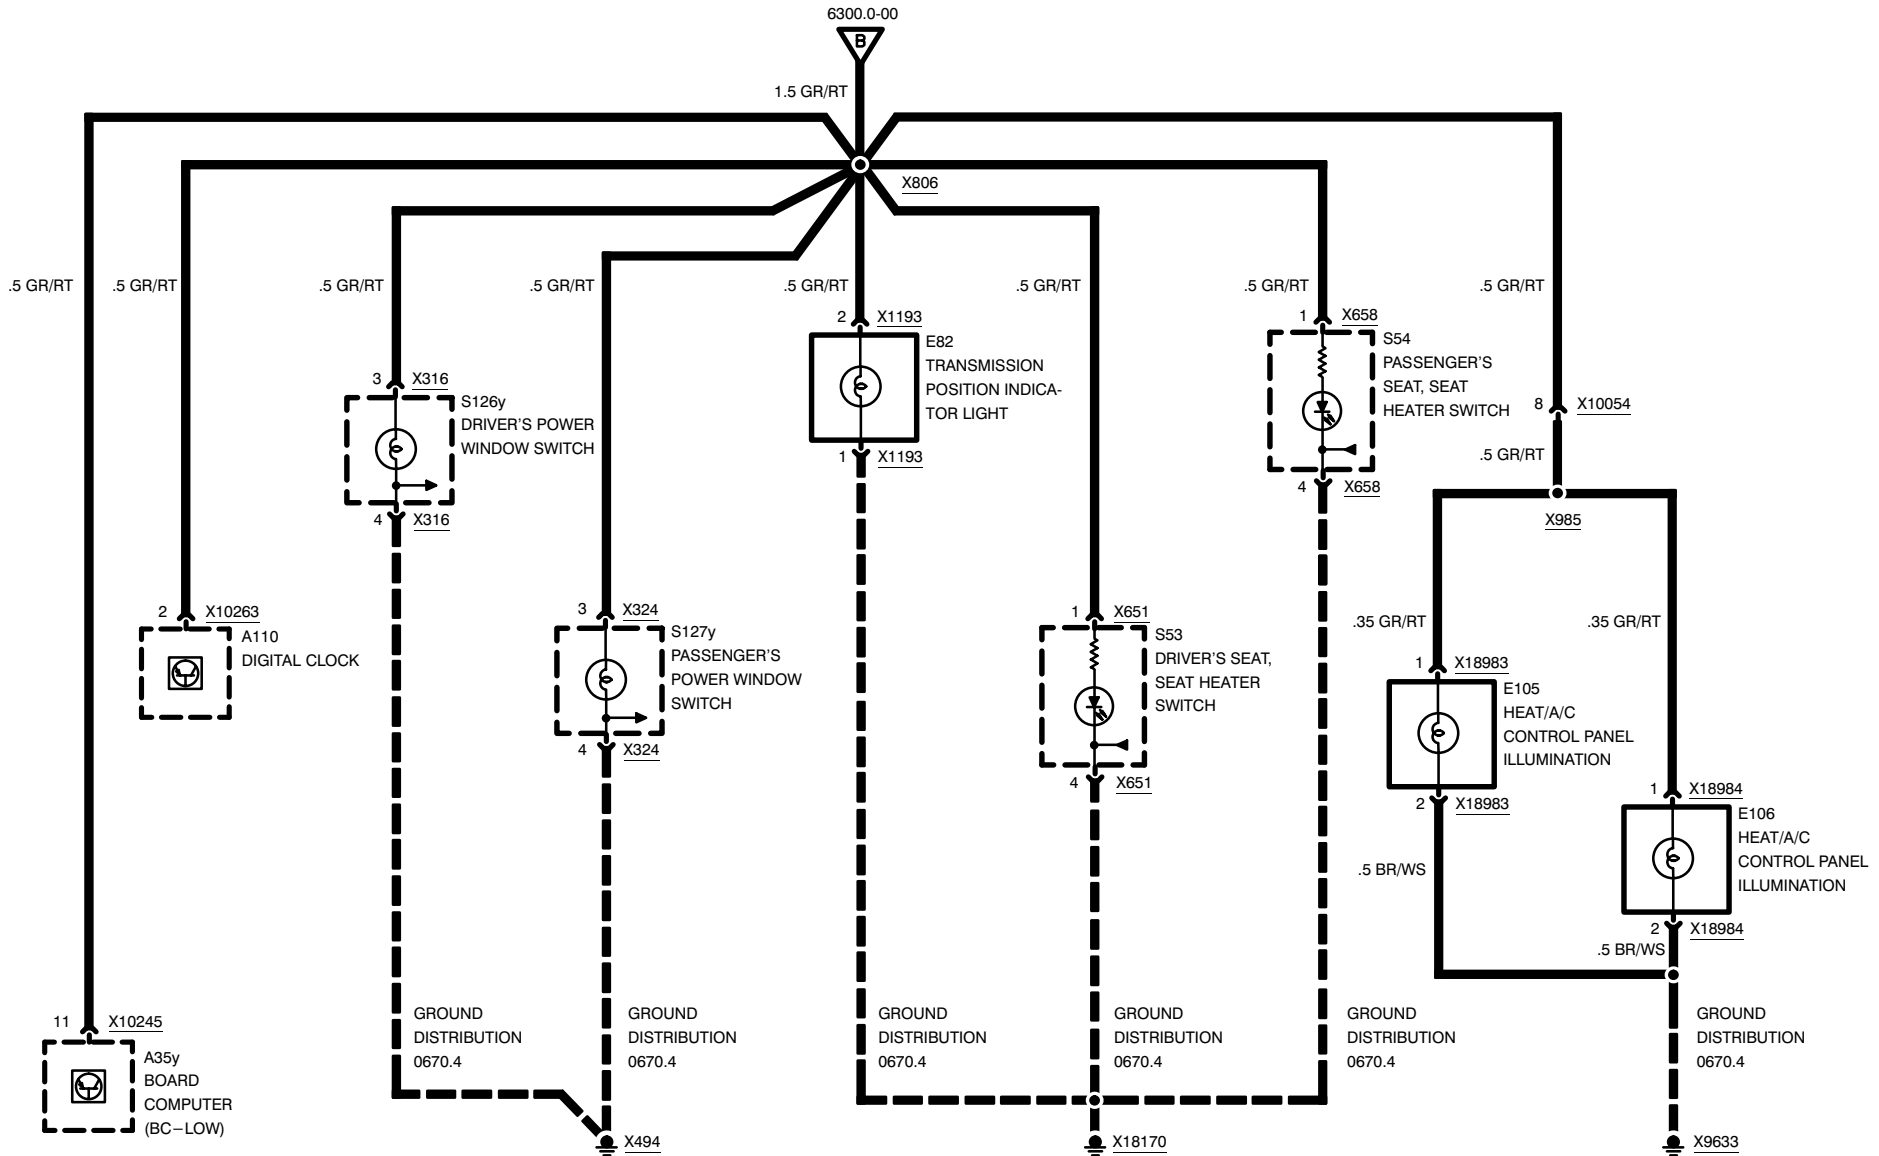 6300.0-00
B
1.5 GR/RT
X806
.5 GR/RT
.5 GR/RT
.5 GR/RT
.5 GR/RT
.5 GR/RT
.5 GR/RT
.5 GR/RT
.5 GR/RT
2 X1193
E82
TRANSMISSION
POSITION INDICA-
TOR LIGHT
1 X1193
1 X658
S54
PASSENGER'S
SEAT, SEAT
HEATER SWITCH
4 X658
3 X316
S126y
DRIVER'S POWER
WINDOW SWITCH
4 X316
8 X10054
.5 GR/RT
X985
2 X10263
A110
DIGITAL CLOCK
3 X324
S127y
PASSENGER'S
POWER WINDOW
SWITCH
4 X324
1 X651
S53
DRIVER'S SEAT,
SEAT HEATER
SWITCH
4 X651
.35 GR/RT
.35 GR/RT
1 X18983
E105
HEAT/A/C
CONTROL PANEL
ILLUMINATION
2 X18983
1 X18984
E106
HEAT/A/C
CONTROL PANEL
ILLUMINATION
2 X18984
.5 BR/WS
.5 BR/WS
11 X10245
A35y
BOARD
COMPUTER
(BC−LOW)
GROUND
DISTRIBUTION
0670.4
GROUND
DISTRIBUTION
0670.4
GROUND
DISTRIBUTION
0670.4
GROUND
DISTRIBUTION
0670.4
GROUND
DISTRIBUTION
0670.4
GROUND
DISTRIBUTION
0670.4
X494
X18170
X9633